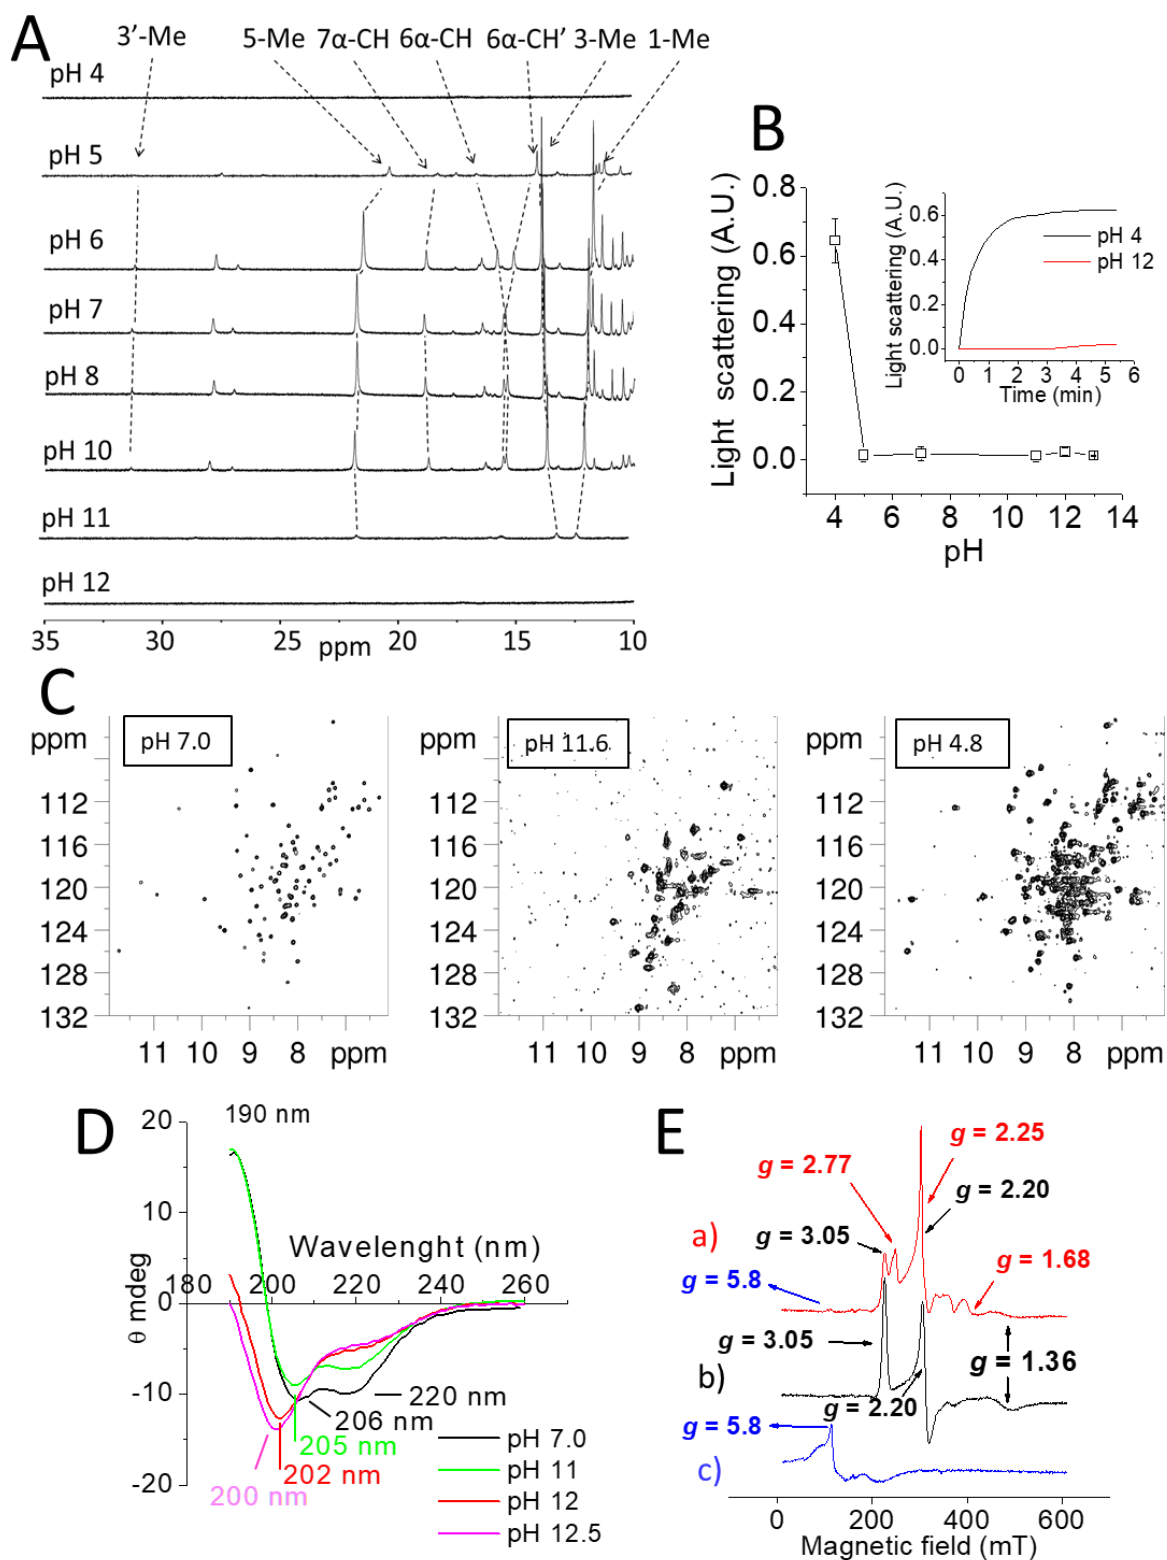 A
3’-Me 5-Me 7α-CH 6α-CH 6α-CH’ 3-Me 1-Me
pH 4
pH 5
pH 6
pH 7
pH 8
pH 10
pH 11
pH 12
35 30 25 20 15 10
ppm
B
Light scattering (A.U.)
0.8
0.6
0.4
0.2
0.0
4 6 8 10 12 14
pH
Light scattering (A.U.)
0.6
0.4
0.2
0.0
pH 4
pH 12
0 1 2 3 4 5 6
Time (min)
C
ppm
pH 7.0
112
116
120
124
128
132
11 10 9 8 ppm
ppm
pH 11.6
112
116
120
124
128
132
11 10 9 8 ppm
ppm
pH 4.8
112
116
120
124
128
132
11 10 9 8 ppm
D
θ mdeg
20
10
0
-10
-20
190 nm
Wavelenght (nm)
180 200 220 240 260
220 nm
206 nm
205 nm
202 nm
200 nm
pH 7.0
pH 11
pH 12
pH 12.5
E
g = 2.25
g = 2.77
g = 2.20
a)
g = 3.05
g = 1.68
g = 5.8
g = 3.05
g = 1.36
b)
g = 2.20
g = 5.8
c)
0 200 400 600
Magnetic field (mT)